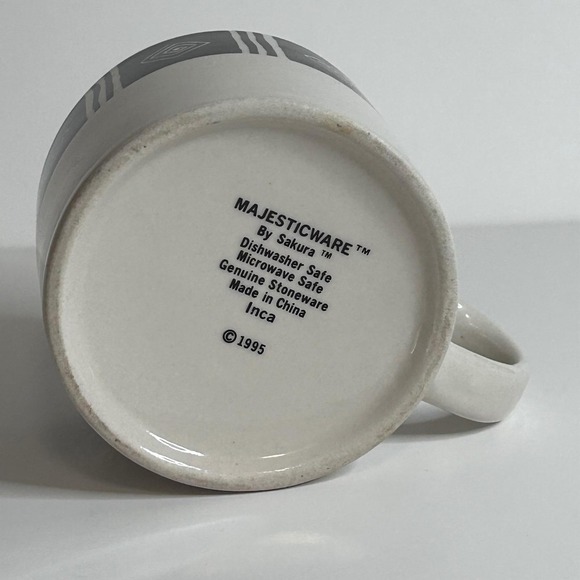 MAJESTICWARE™
By Sakura™
Dishwasher Safe
Microwave Safe
Genuine Stoneware
Made in China
Inca
©1995